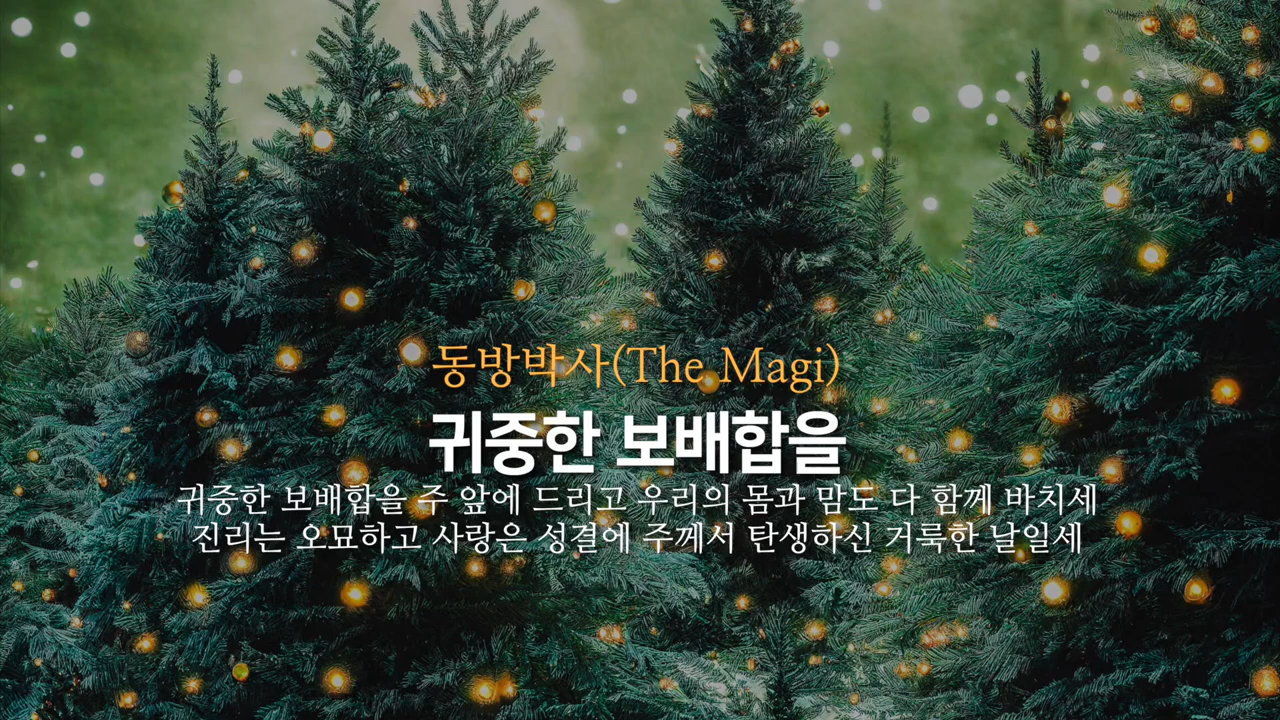 동방박사(The Magi)
귀중한 보배합을
귀중한 보배합을 주 앞에 드리고 우리의 몸과 맘도 다 함께 바치세
진리는 오묘하고 사랑은 성결에 주께서 탄생하신 거룩한 날일세